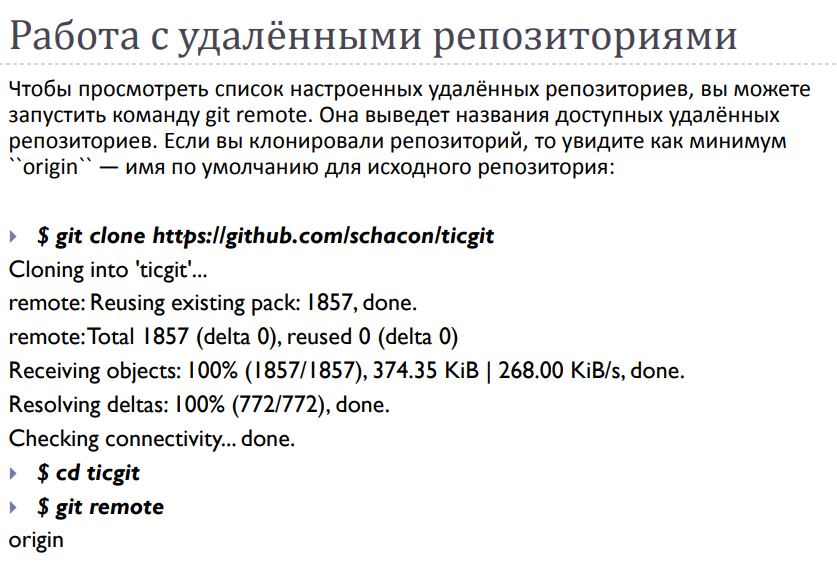 Работа с удалёнными репозиториями
Чтобы просмотреть список настроенных удалённых репозиториев, вы можете
запустить команду git remote. Она выведет названия доступных удалённых
репозиториев. Если вы клонировали репозиторий, то увидите как минимум
``origin`` — имя по умолчанию для исходного репозитория:
$ git clone https://github.com/schacon/ticgit
Cloning into 'ticgit'...
remote: Reusing existing pack: 1857, done.
remote: Total 1857 (delta 0), reused 0 (delta 0)
Receiving objects: 100% (1857/1857), 374.35 KiB | 268.00 KiB/s, done.
Resolving deltas: 100% (772/772), done.
Checking connectivity... done.
$ cd ticgit
$ git remote
origin